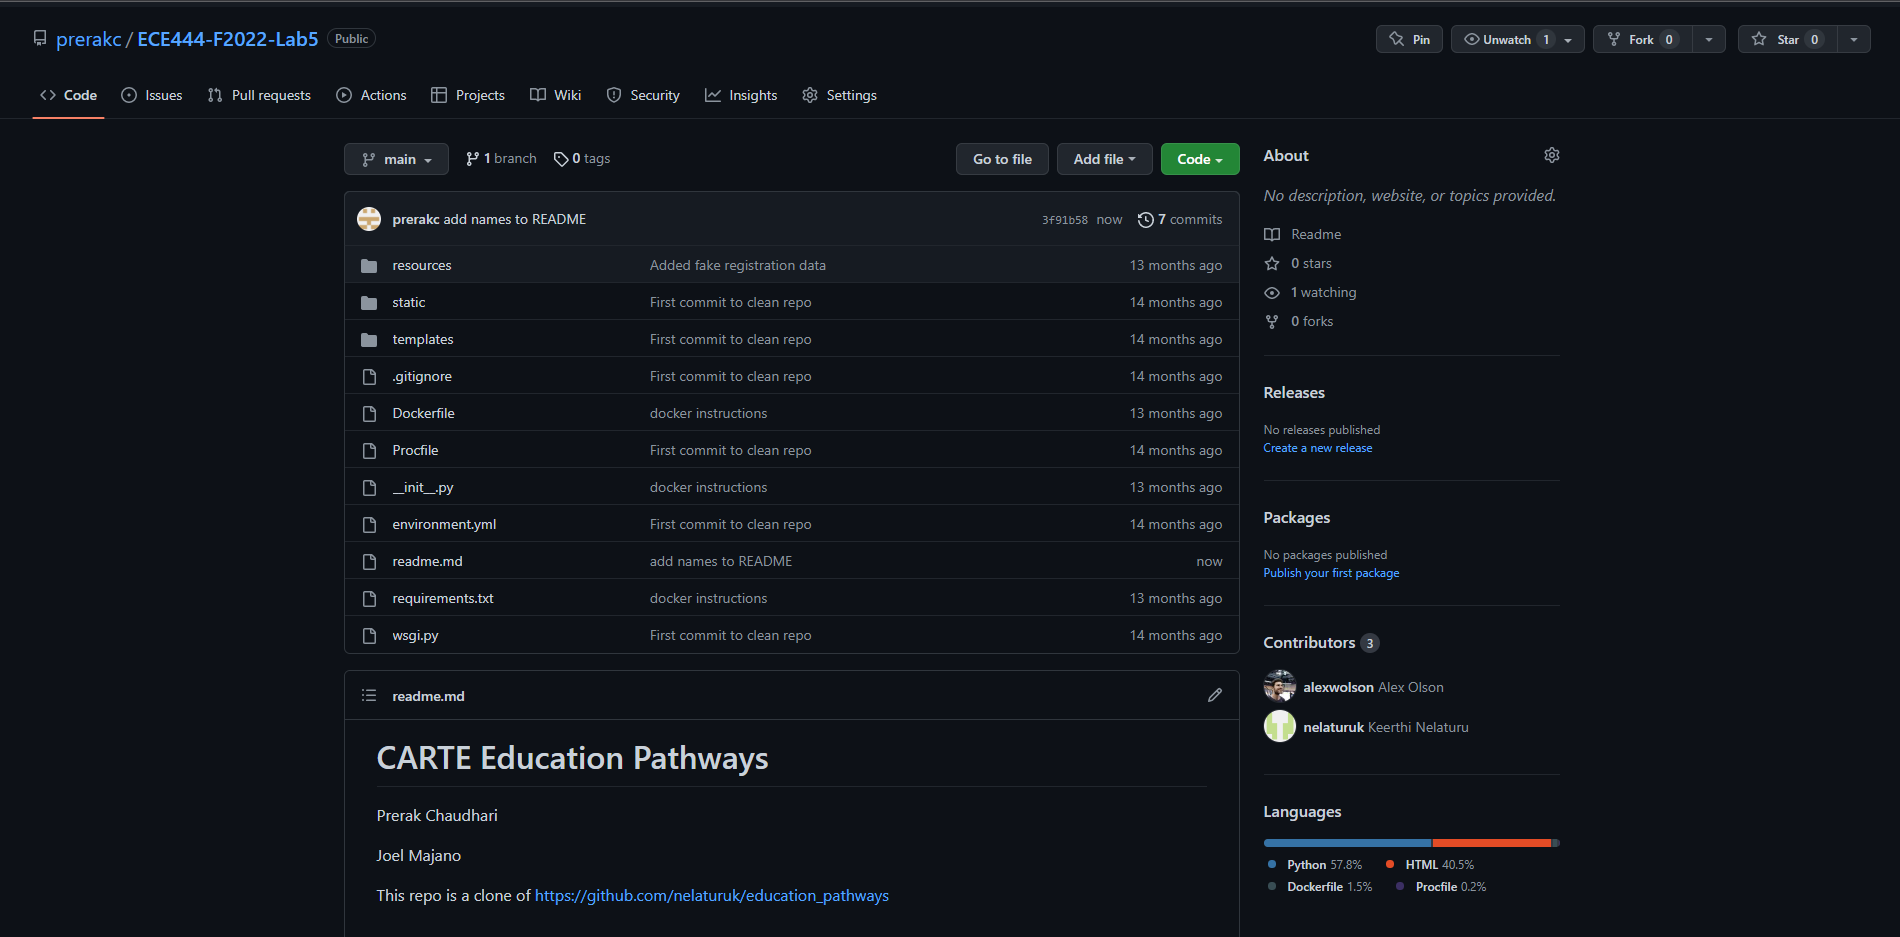 prerakc / ECE444-F2022-Lab5 Public
Pin
Unwatch 1
Fork 0
Star 0
Code
Issues
Pull requests
Actions
Projects
Wiki
Security
Insights
Settings
main
1 branch
0 tags
Go to file
Add file
Code
prerakc add names to README 3f91b58 now 7 commits
resources Added fake registration data 13 months ago
static First commit to clean repo 14 months ago
templates First commit to clean repo 14 months ago
.gitignore First commit to clean repo 14 months ago
Dockerfile docker instructions 13 months ago
Procfile First commit to clean repo 14 months ago
__init__.py docker instructions 13 months ago
environment.yml First commit to clean repo 14 months ago
readme.md add names to README now
requirements.txt docker instructions 13 months ago
wsgi.py First commit to clean repo 14 months ago
readme.md
CARTE Education Pathways
Prerak Chaudhari
Joel Majano
This repo is a clone of https://github.com/nelaturuk/education_pathways
About
No description, website, or topics provided.
Readme
0 stars
1 watching
0 forks
Releases
No releases published
Create a new release
Packages
No packages published
Publish your first package
Contributors 3
alexwolson Alex Olson
nelaturuk Keerthi Nelaturu
Languages
Python 57.8% HTML 40.5%
Dockerfile 1.5% Procfile 0.2%